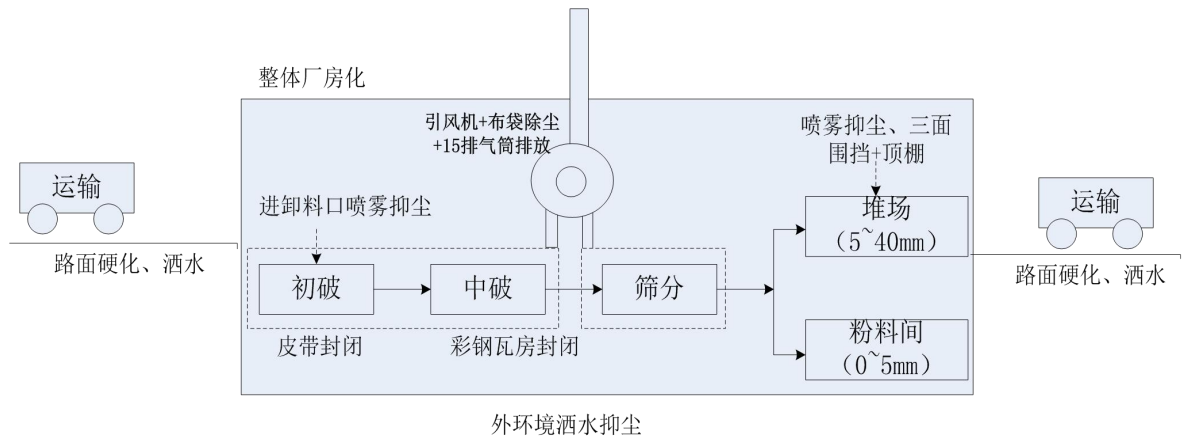 整体厂房化
引风机+布袋除尘
+15排气筒排放
喷雾抑尘、三面
围挡+顶棚
运输
运输
进卸料口喷雾抑尘
堆场
（5~40mm）
路面硬化、洒水
路面硬化、洒水
初破
中破
筛分
皮带封闭
彩钢瓦房封闭
粉料间
（0~5mm）
外环境洒水抑尘